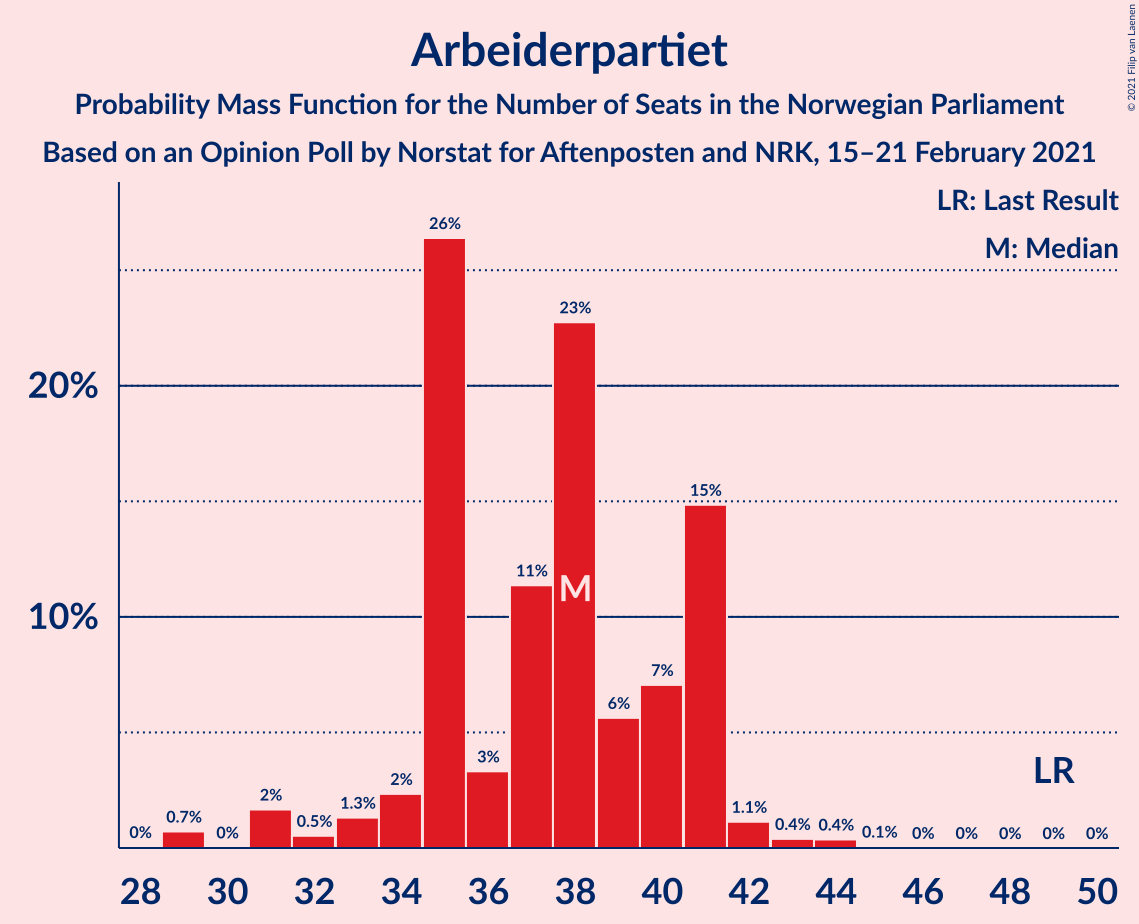 Arbeiderpartiet
Probability Mass Function for the Number of Seats in the Norwegian Parliament
Based on an Opinion Poll by Norstat for Aftenposten and NRK, 15–21 February 2021
© 2021 Filip van Laenen
LR: Last Result
M: Median
20%
10%
0%
0.7%
0%
2%
0.5%
1.3%
2%
26%
3%
11%
23%
6%
7%
15%
1.1%
0.4%
0.4%
0.1%
0%
0%
0%
0%
0%
M
LR
28 30 32 34 36 38 40 42 44 46 48 50